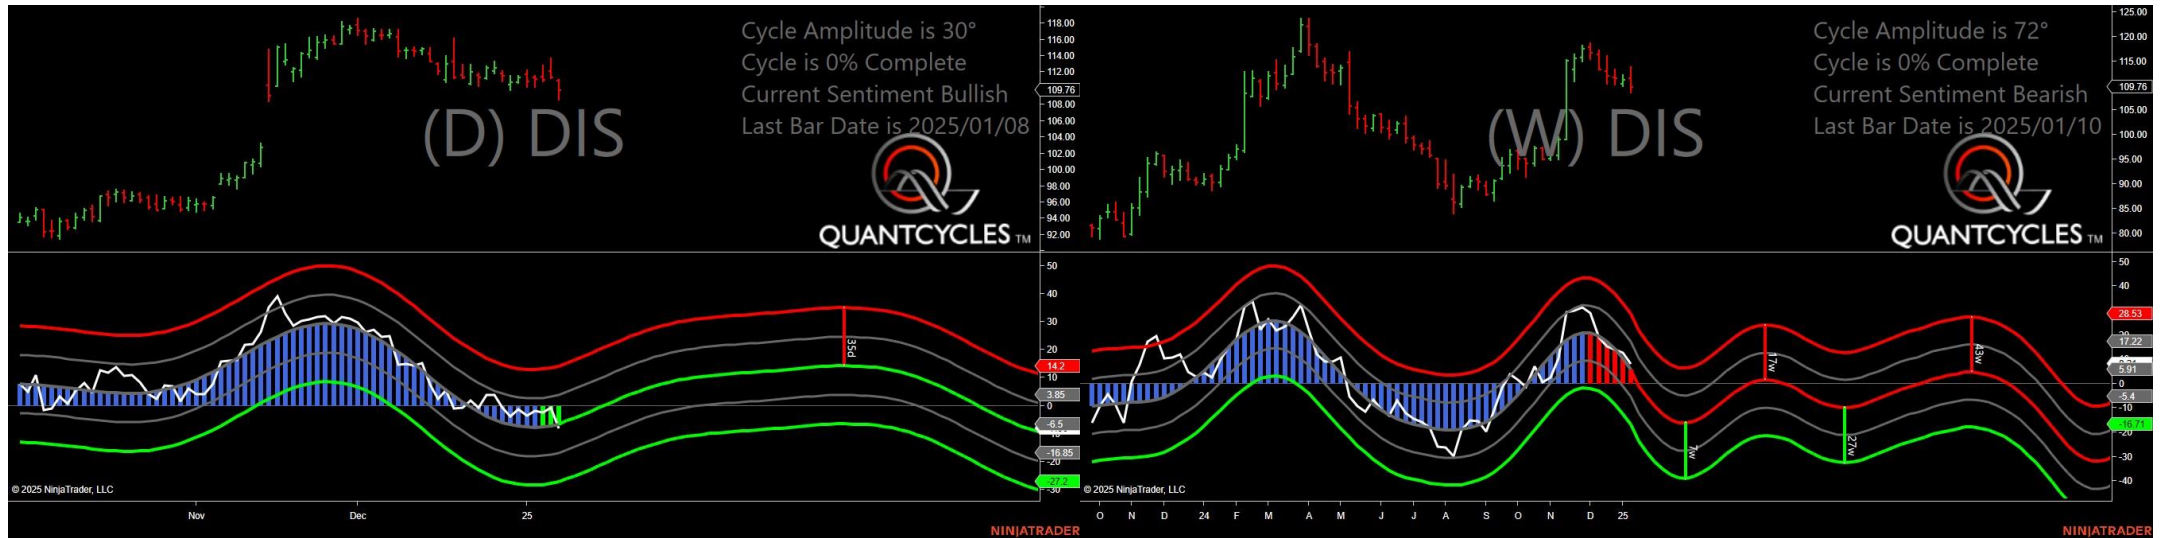 Cycle Amplitude is 30°
Cycle is 0% Complete
Current Sentiment Bullish
Last Bar Date is 2025/01/08
(D) DIS
QUANTCYCLES TM
118.00
116.00
114.00
112.00
109.76
108.00
106.00
104.00
102.00
100.00
98.00
96.00
94.00
92.00
50
40
30
20
14.2
10
3.85
0
-6.5
-16.85
-20
-27.2
-30
35d
© 2025 NinjaTrader, LLC
Nov
Dec
25
NINJATRADER
Cycle Amplitude is 72°
Cycle is 0% Complete
Current Sentiment Bearish
Last Bar Date is 2025/01/10
(W) DIS
QUANTCYCLES TM
125.00
120.00
115.00
109.76
105.00
100.00
95.00
90.00
85.00
80.00
50
40
28.53
17.22
5.91
0
-5.4
-10
-16.71
-30
-40
7w
17w
27w
43w
© 2025 NinjaTrader, LLC
O N D 24 F M A M J J A S O N D 25
NINJATRADER